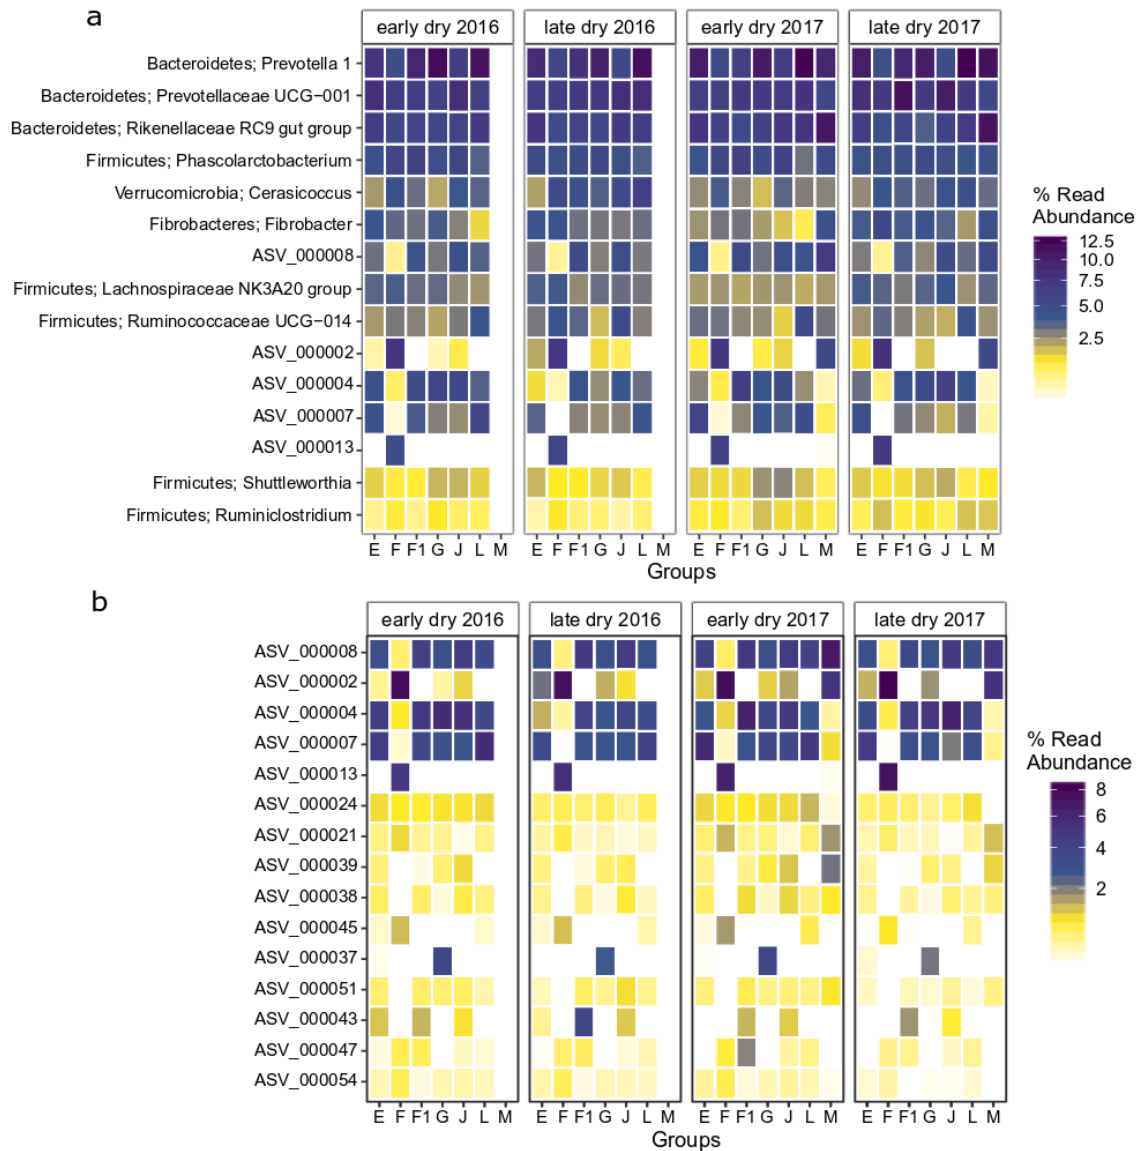 a
early dry 2016 late dry 2016 early dry 2017 late dry 2017
Bacteroidetes; Prevotella 1
Bacteroidetes; Prevotellaceae UCG−001
Bacteroidetes; Rikenellaceae RC9 gut group
Firmicutes; Phascolarctobacterium
Verrucomicrobia; Cerasicoccus
Fibrobacteres; Fibrobacter
ASV_000008
Firmicutes; Lachnospiraceae NK3A20 group
Firmicutes; Ruminococcaceae UCG−014
ASV_000002
ASV_000004
ASV_000007
ASV_000013
Firmicutes; Shuttleworthia
Firmicutes; Ruminiclostridium
E F F1 G J L M E F F1 G J L M E F F1 G J L M E F F1 G J L M
Groups
% Read
Abundance
12.5
10.0
7.5
5.0
2.5
b
early dry 2016 late dry 2016 early dry 2017 late dry 2017
ASV_000008
ASV_000002
ASV_000004
ASV_000007
ASV_000013
ASV_000024
ASV_000021
ASV_000039
ASV_000038
ASV_000045
ASV_000037
ASV_000051
ASV_000043
ASV_000047
ASV_000054
E F F1 G J L M E F F1 G J L M E F F1 G J L M E F F1 G J L M
Groups
% Read
Abundance
8
6
4
2